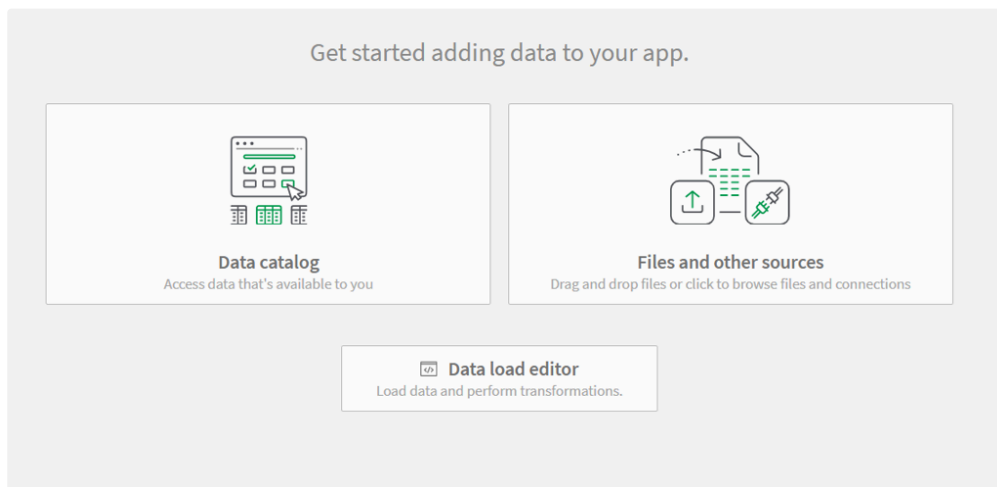 Get started adding data to your app.
Data catalog
Access data that's available to you
Files and other sources
Drag and drop files or click to browse files and connections
Data load editor
Load data and perform transformations.